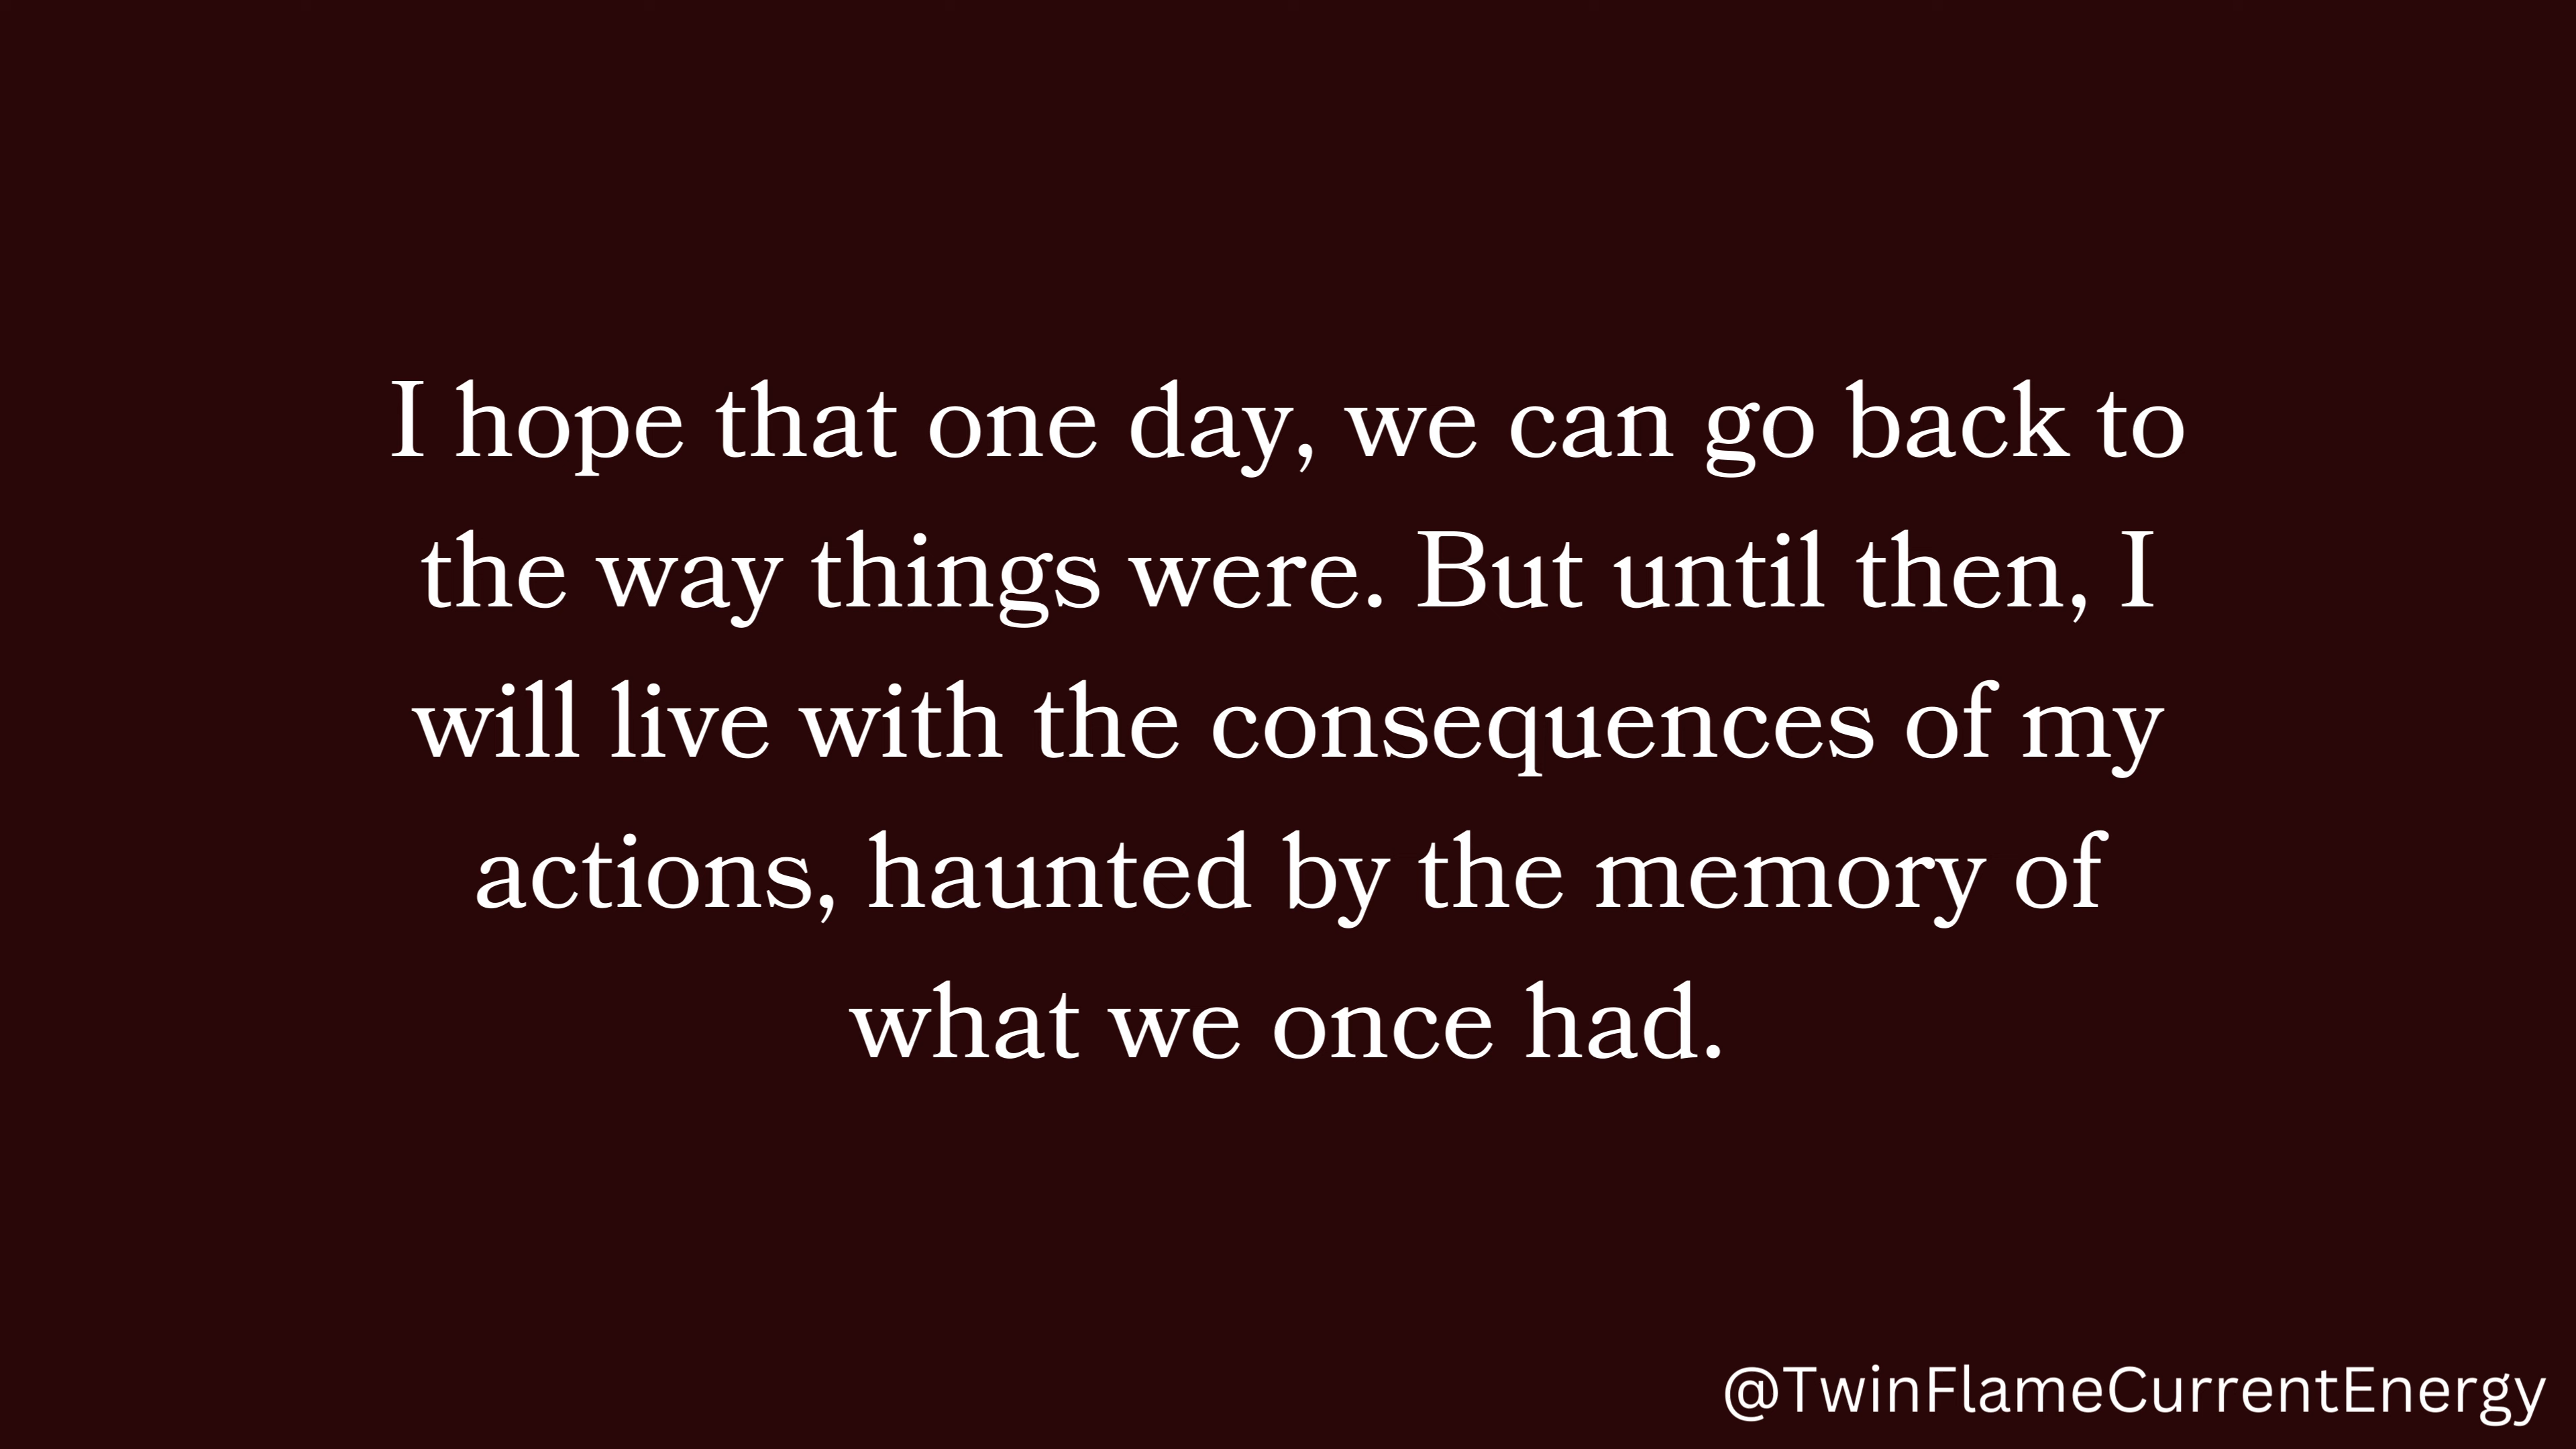 I hope that one day, we can go back to
the way things were. But until then, I
will live with the consequences of my
actions, haunted by the memory of
what we once had.
@TwinFlameCurrentEnergy